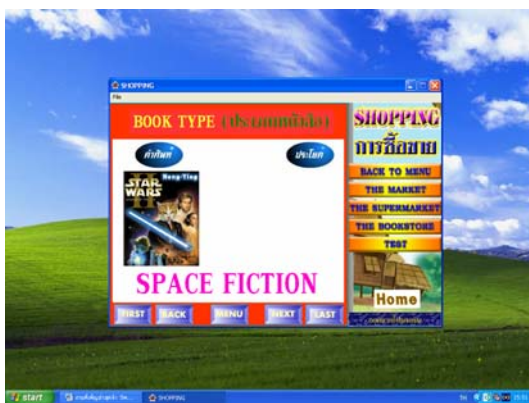 SHOPPING
File
BOOK TYPE (ประเภทหนังสือ)
คำศัพท์
ประโยค
STAR WARS
II
SPACE FICTION
FIRST
BACK
MENU
NEXT
LAST
SHOPPING
การซื้อขาย
BACK TO MENU
THE MARKET
THE SUPERMARKET
THE BOOKSTORE
TEST
Home
start
SHOPPING